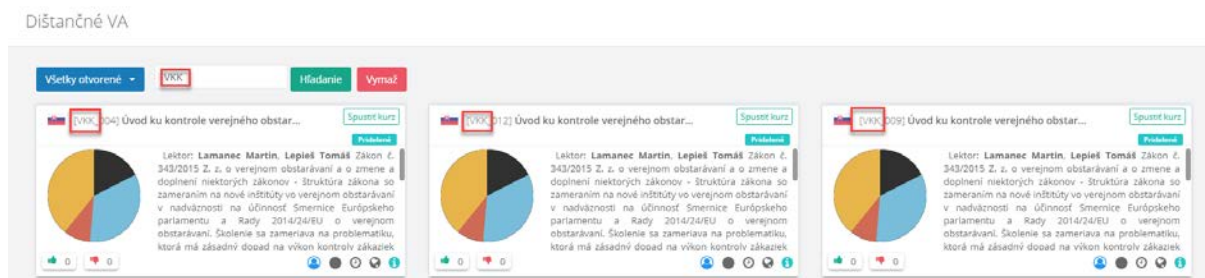 Dištančné VA
Všetky otvorené VKK Hľadanie Vymaž
[VKK_004] Úvod ku kontrole verejného obstar... Spustiť kurz
Pridelené
Lektor: Lamanec Martin, Lepieš Tomáš Zákon č.
343/2015 Z. z. o verejnom obstarávaní a o zmene a
doplnení niektorých zákonov - štruktúra zákona so
zameraním na nové inštitúty vo verejnom obstarávaní
v nadväznosti na účinnosť Smernice Európskeho
parlamentu a Rady 2014/24/EU o verejnom
obstarávaní. Školenie sa zameriava na problematiku,
ktorá má zásadný dopad na výkon kontroly zákaziek
0 0
[VKK_012] Úvod ku kontrole verejného obstar... Spustiť kurz
Pridelené
Lektor: Lamanec Martin, Lepieš Tomáš Zákon č.
343/2015 Z. z. o verejnom obstarávaní a o zmene a
doplnení niektorých zákonov - štruktúra zákona so
zameraním na nové inštitúty vo verejnom obstarávaní
v nadväznosti na účinnosť Smernice Európskeho
parlamentu a Rady 2014/24/EU o verejnom
obstarávaní. Školenie sa zameriava na problematiku,
ktorá má zásadný dopad na výkon kontroly zákaziek
0 0
[VKK_009] Úvod ku kontrole verejného obstar... Spustiť kurz
Pridelené
Lektor: Lamanec Martin, Lepieš Tomáš Zákon č.
343/2015 Z. z. o verejnom obstarávaní a o zmene a
doplnení niektorých zákonov - štruktúra zákona so
zameraním na nové inštitúty vo verejnom obstarávaní
v nadväznosti na účinnosť Smernice Európskeho
parlamentu a Rady 2014/24/EU o verejnom
obstarávaní. Školenie sa zameriava na problematiku,
ktorá má zásadný dopad na výkon kontroly zákaziek
0 0